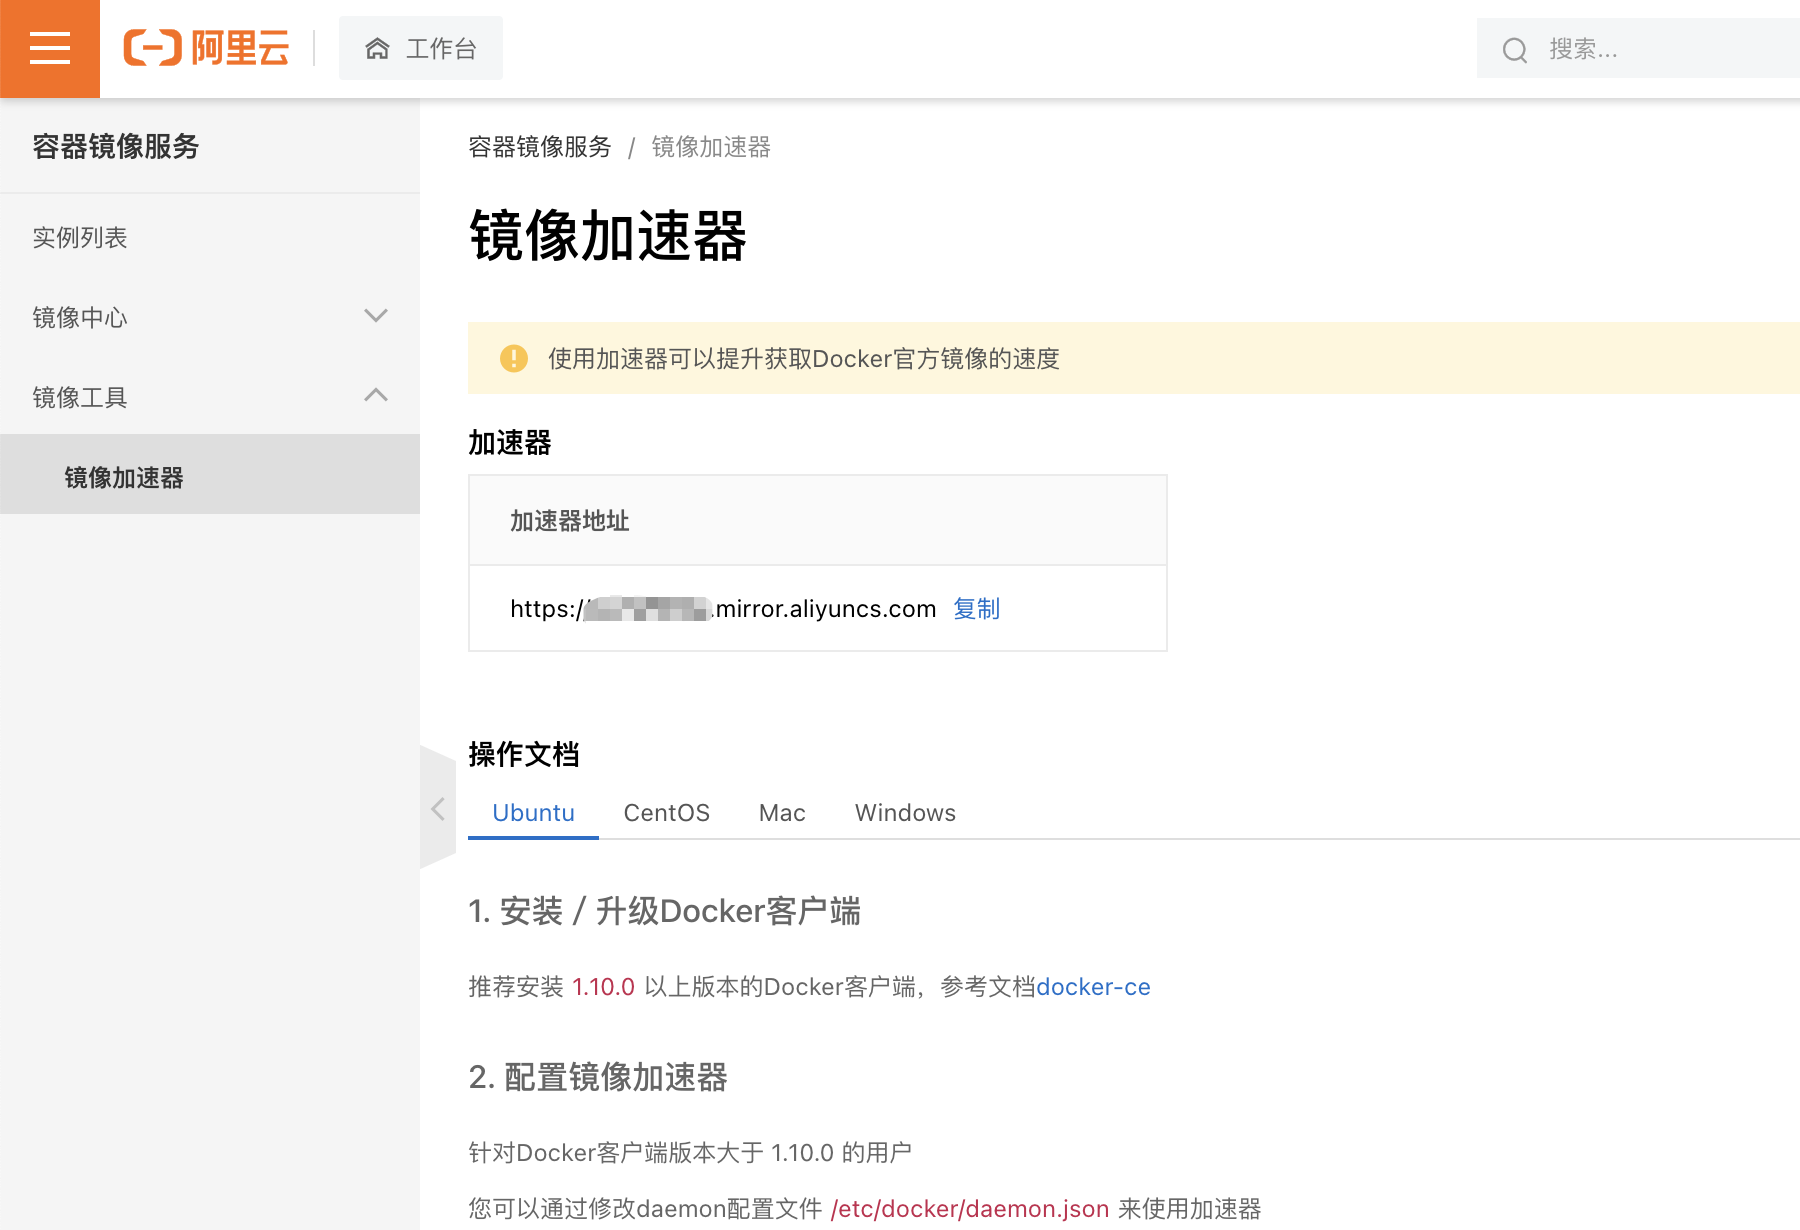 阿里云
工作台
搜索...
容器镜像服务
实例列表
镜像中心
镜像工具
镜像加速器
容器镜像服务 / 镜像加速器
镜像加速器
使用加速器可以提升获取Docker官方镜像的速度
加速器
加速器地址
https://.mirror.aliyuncs.com 复制
操作文档
Ubuntu CentOS Mac Windows
1. 安装 / 升级Docker客户端
推荐安装 1.10.0 以上版本的Docker客户端，参考文档docker-ce
2. 配置镜像加速器
针对Docker客户端版本大于 1.10.0 的用户
您可以通过修改daemon配置文件 /etc/docker/daemon.json 来使用加速器